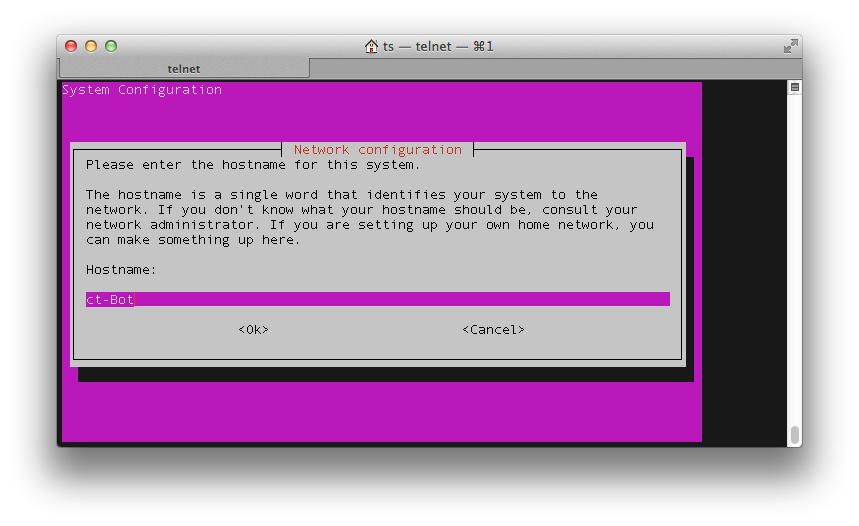 ts — telnet — ⌘1
telnet
System Configuration
Network configuration
Please enter the hostname for this system.
The hostname is a single word that identifies your system to the
network. If you don't know what your hostname should be, consult your
network administrator. If you are setting up your own home network, you
can make something up here.
Hostname:
ct-Bot
<Ok> <Cancel>